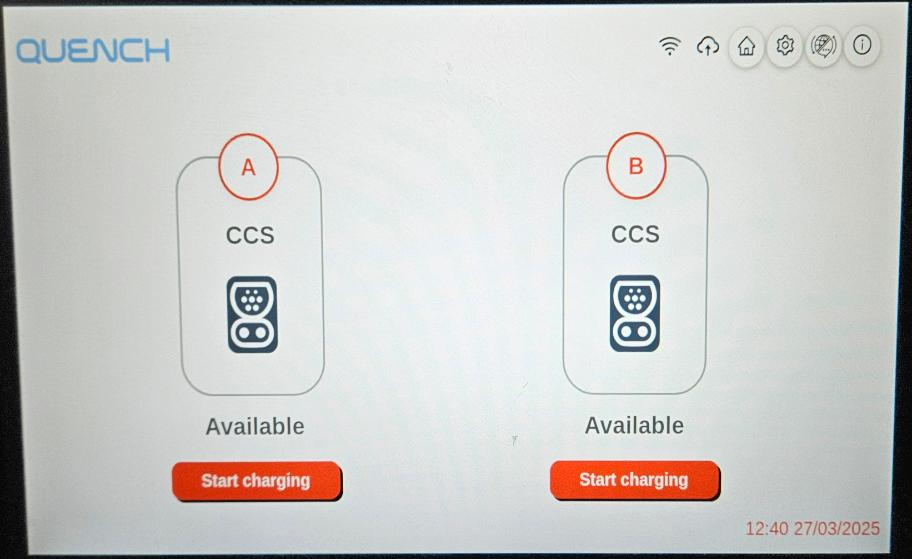 QUENCH
A
B
CCS
CCS
Available
Available
Start charging
Start charging
12:40 27/03/2025